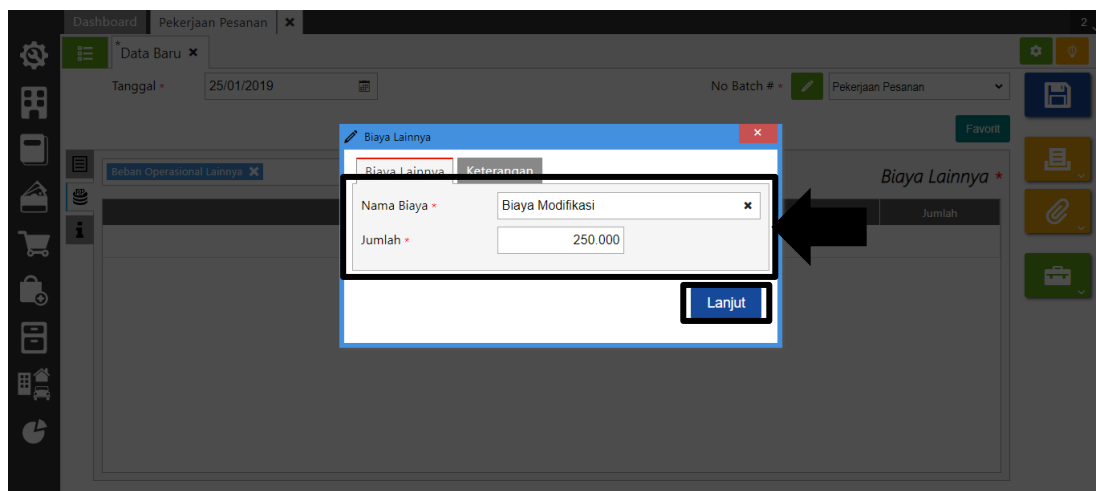 Dashboard Pekerjaan Pesanan
2
*Data Baru
Tanggal * 25/01/2019 No Batch # * Pekerjaan Pesanan
Favorit
Biaya Lainnya
Biaya Lainnya Keterangan
Beban Operasional Lainnya Biaya Lainnya *
Nama Biaya * Biaya Modifikasi
Jumlah
Jumlah * 250.000
Lanjut